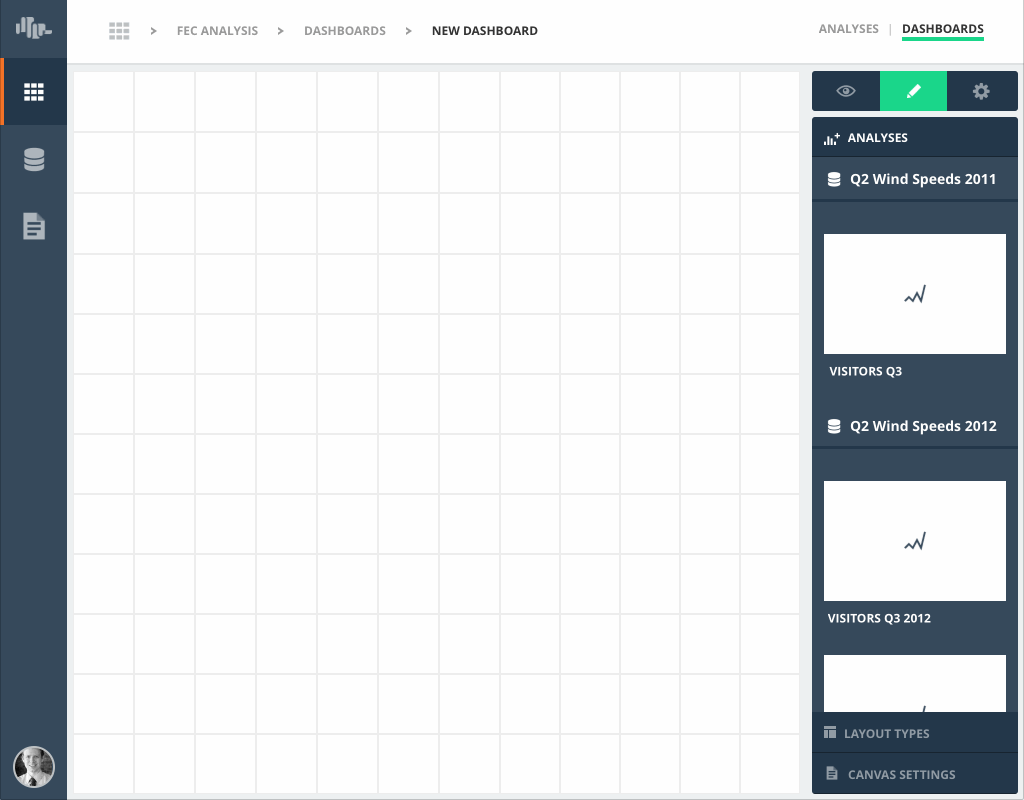 > FEC ANALYSIS > DASHBOARDS > NEW DASHBOARD
ANALYSES | DASHBOARDS
ANALYSES
Q2 Wind Speeds 2011
VISITORS Q3
Q2 Wind Speeds 2012
VISITORS Q3 2012
LAYOUT TYPES
CANVAS SETTINGS